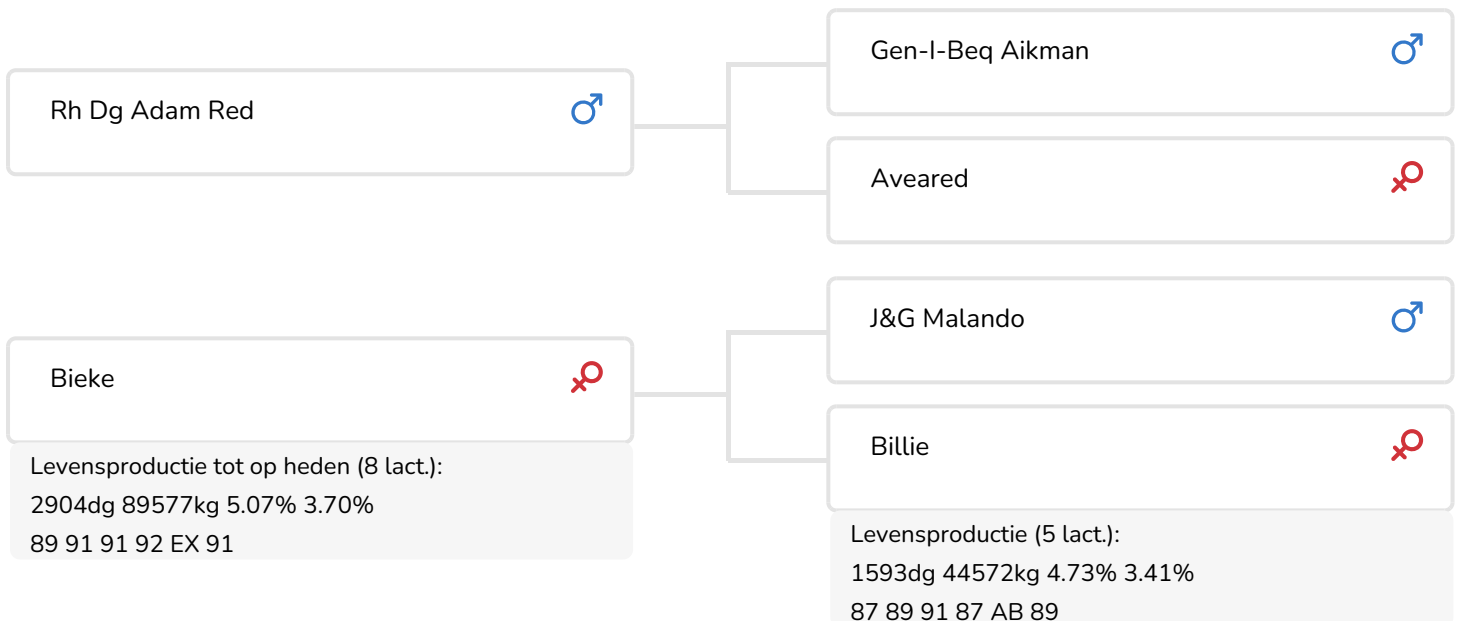 Gen-I-Beq Aikman
Rh Dg Adam Red
Aveared
J&G Malando
Bieke
Billie
Levensproductie tot op heden (8 lact.):
2904dg 89577kg 5.07% 3.70%
89 91 91 92 EX 91
Levensproductie (5 lact.):
1593dg 44572kg 4.73% 3.41%
87 89 91 87 AB 89